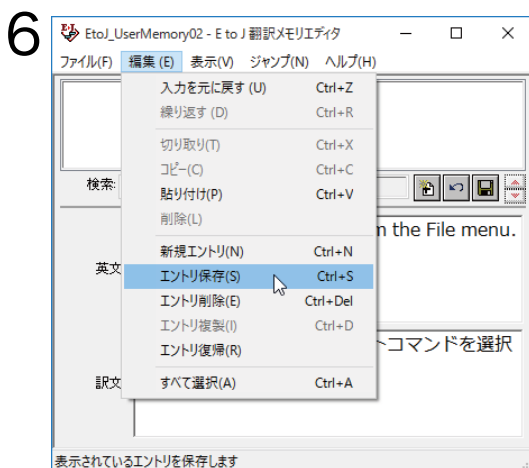 6
EtoJ_UserMemory02 - E to J 翻訳メモリエディタ
ファイル(F) 編集 (E) 表示(V) ジャンプ(N) ヘルプ(H)
入力を元に戻す (U) Ctrl+Z
繰り返す (D) Ctrl+R
切り取り(T) Ctrl+X
コピー(C) Ctrl+C
検索:
貼り付け(P) Ctrl+V
削除(L)
the File menu.
新規エントリ(N) Ctrl+N
英文
エントリ保存(S) Ctrl+S
エントリ削除(E) Ctrl+Del
エントリ複製(I) Ctrl+D
エントリ復帰(R)
コマンドを選択
訳文
すべて選択(A) Ctrl+A
表示されているエントリを保存します